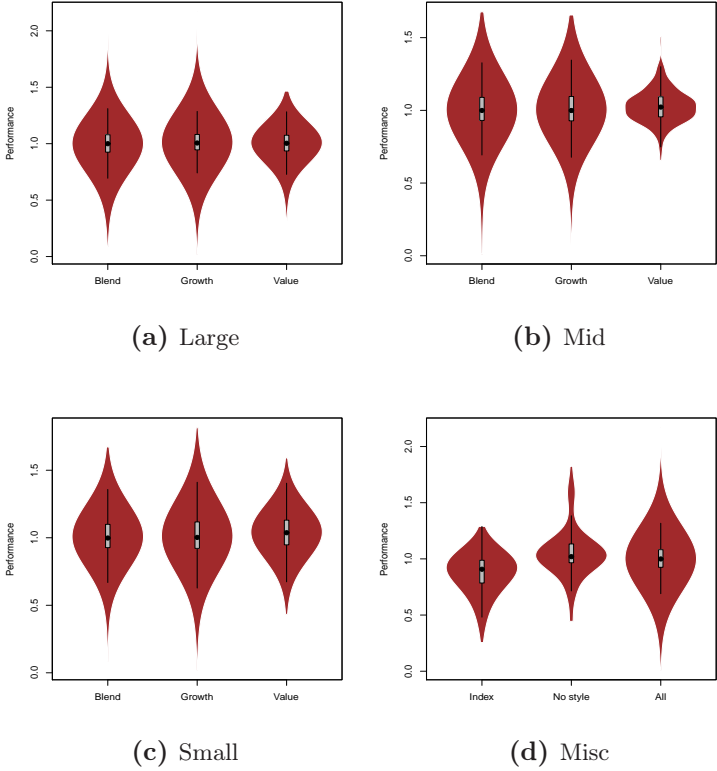 Performance
0.0 0.5 1.0 1.5 2.0
Blend Growth Value
(a) Large
Performance
0.0 0.5 1.0 1.5
Blend Growth Value
(b) Mid
Performance
0.0 0.5 1.0 1.5
Blend Growth Value
(c) Small
Performance
0.0 0.5 1.0 1.5 2.0
Index No style All
(d) Misc